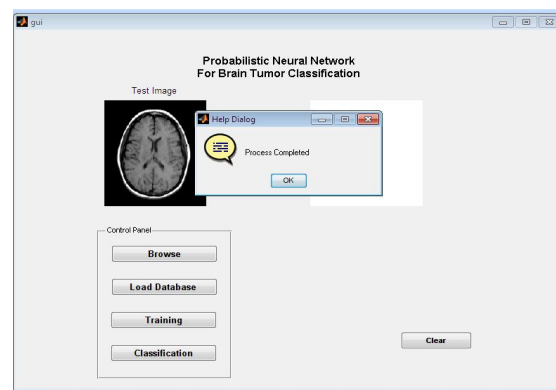 gui
Probabilistic Neural Network
For Brain Tumor Classification
Test Image
Help Dialog
Process Completed
OK
Control Panel
Browse
Load Database
Training
Classification
Clear